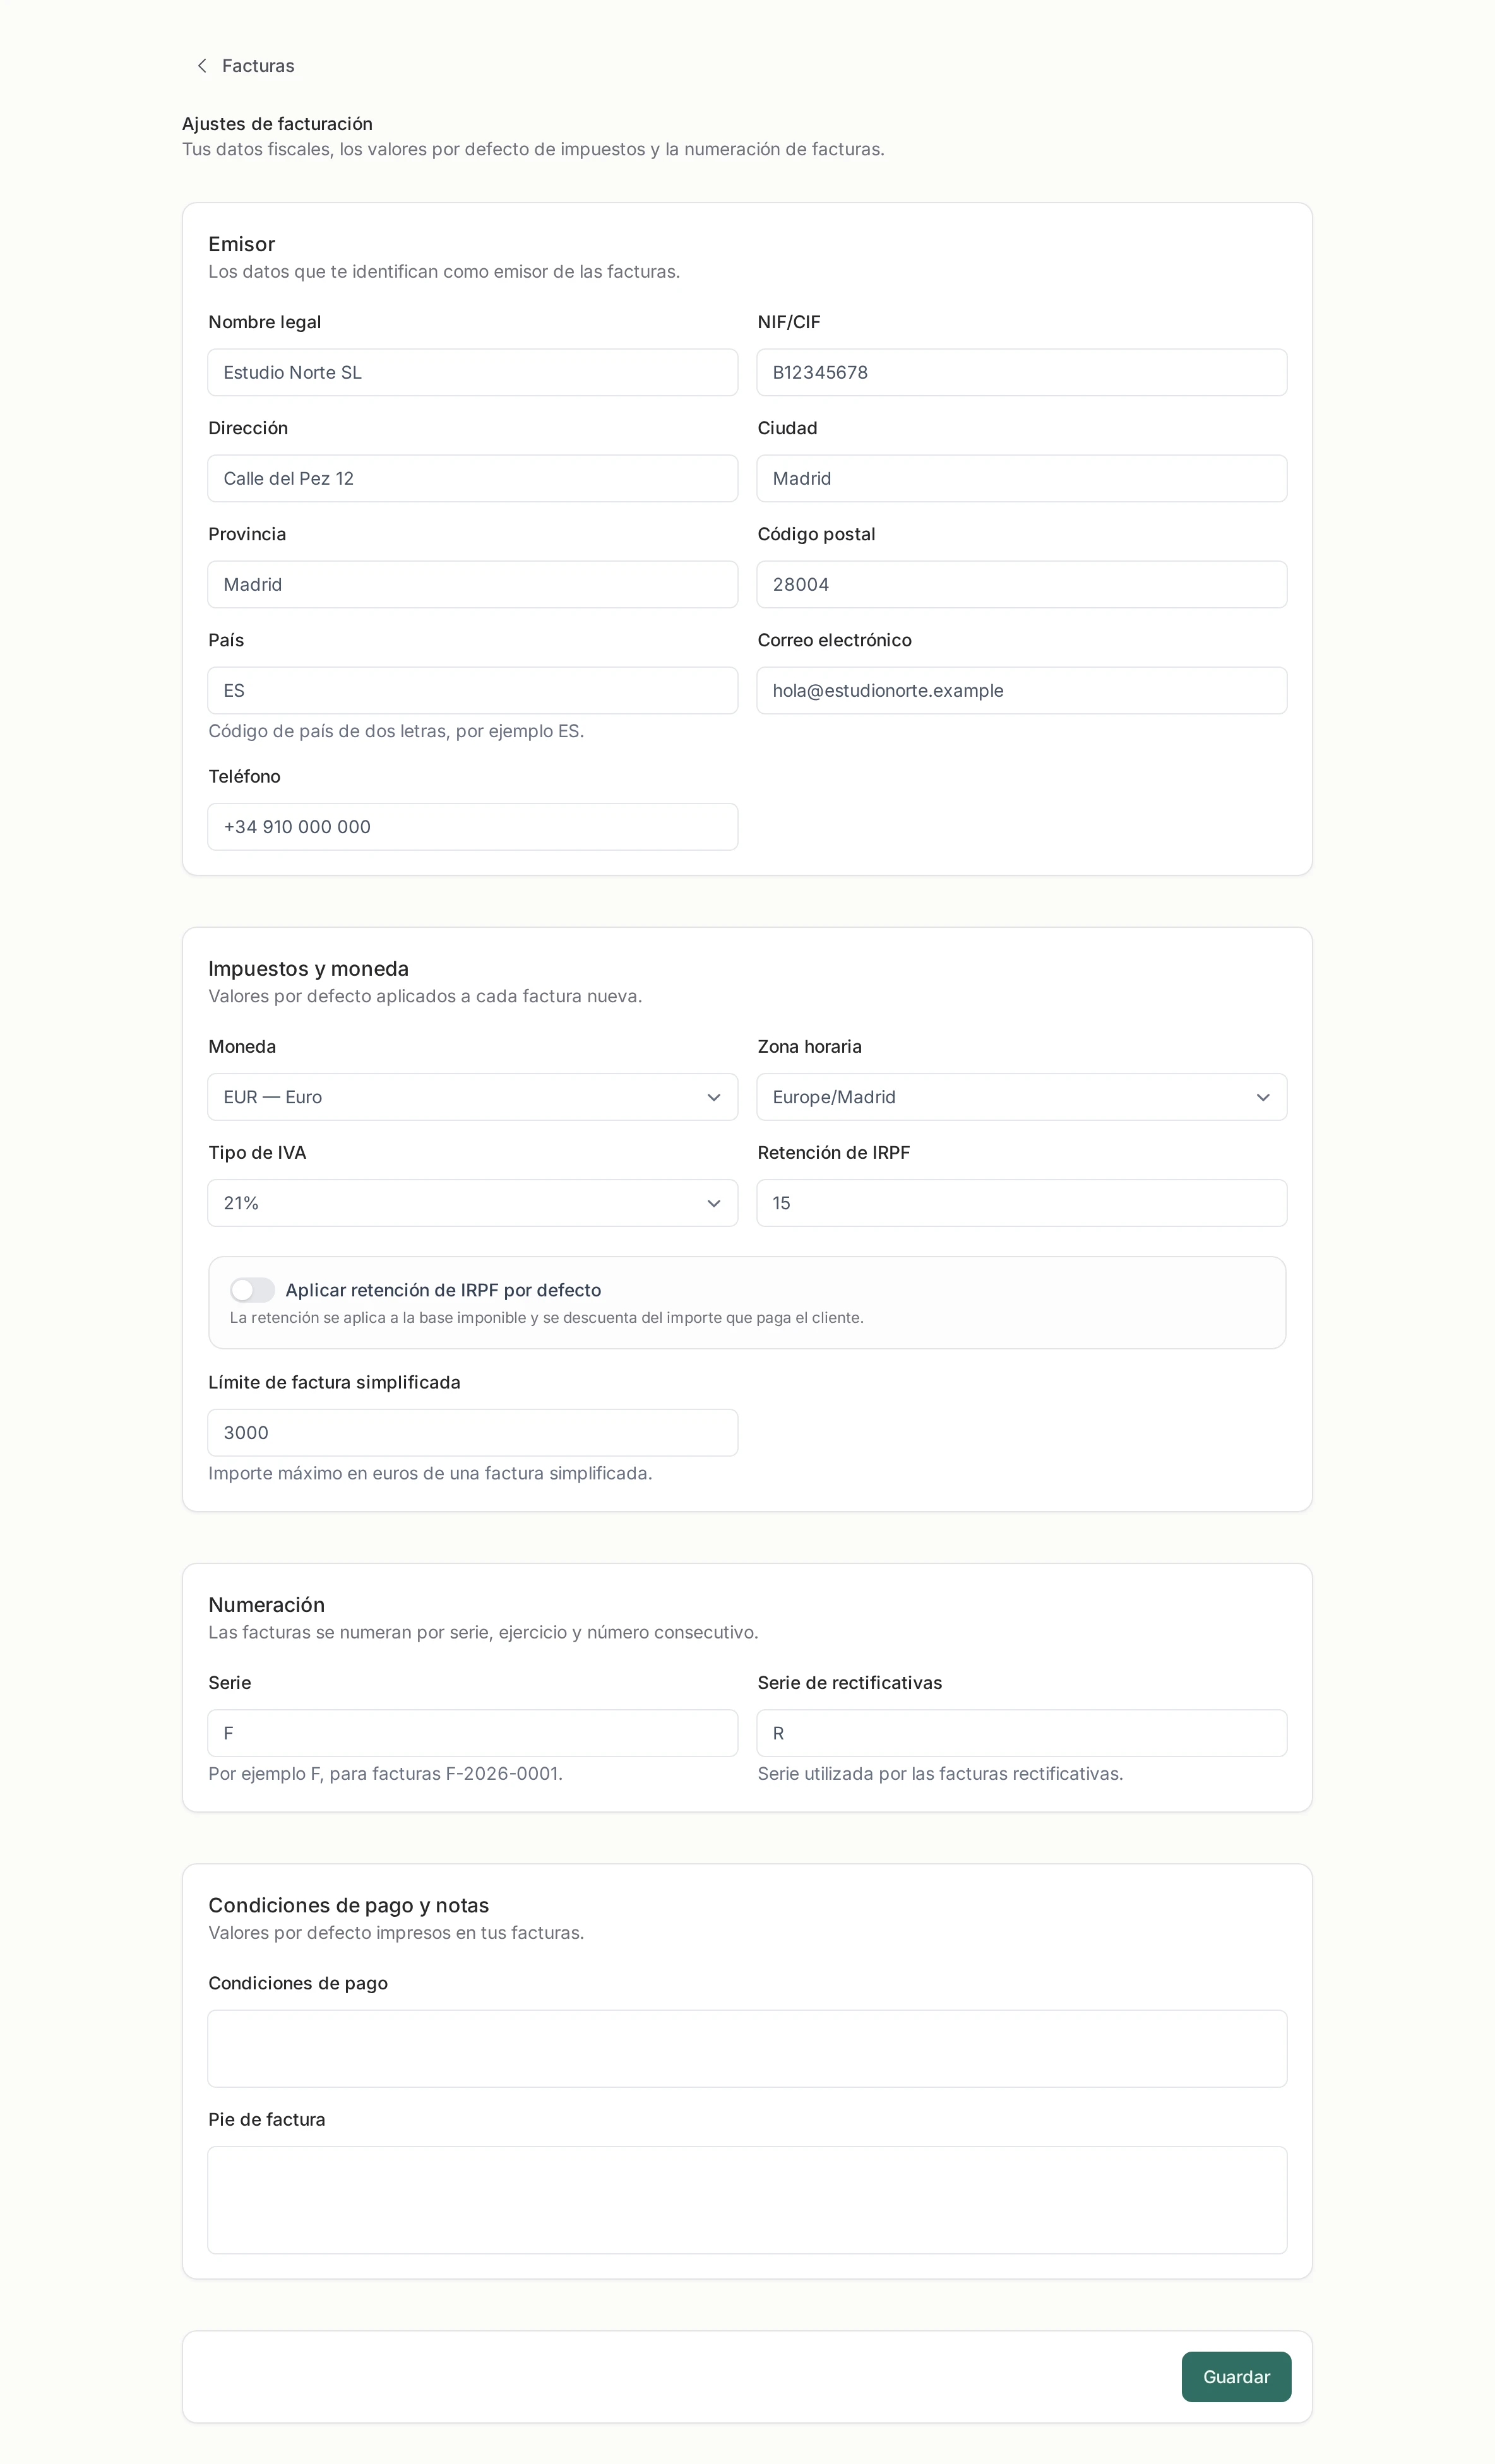 Facturas
Ajustes de facturación
Tus datos fiscales, los valores por defecto de impuestos y la numeración de facturas.
Emisor
Los datos que te identifican como emisor de las facturas.
Nombre legal
NIF/CIF
Estudio Norte SL
B12345678
Dirección
Ciudad
Calle del Pez 12
Madrid
Provincia
Código postal
Madrid
28004
País
Correo electrónico
ES
hola@estudionorte.example
Código de país de dos letras, por ejemplo ES.
Teléfono
+34 910 000 000
Impuestos y moneda
Valores por defecto aplicados a cada factura nueva.
Moneda
Zona horaria
EUR — Euro
Europe/Madrid
Tipo de IVA
Retención de IRPF
21%
15
Aplicar retención de IRPF por defecto
La retención se aplica a la base imponible y se descuenta del importe que paga el cliente.
Límite de factura simplificada
3000
Importe máximo en euros de una factura simplificada.
Numeración
Las facturas se numeran por serie, ejercicio y número consecutivo.
Serie
Serie de rectificativas
F
R
Por ejemplo F, para facturas F-2026-0001.
Serie utilizada por las facturas rectificativas.
Condiciones de pago y notas
Valores por defecto impresos en tus facturas.
Condiciones de pago
Pie de factura
Guardar